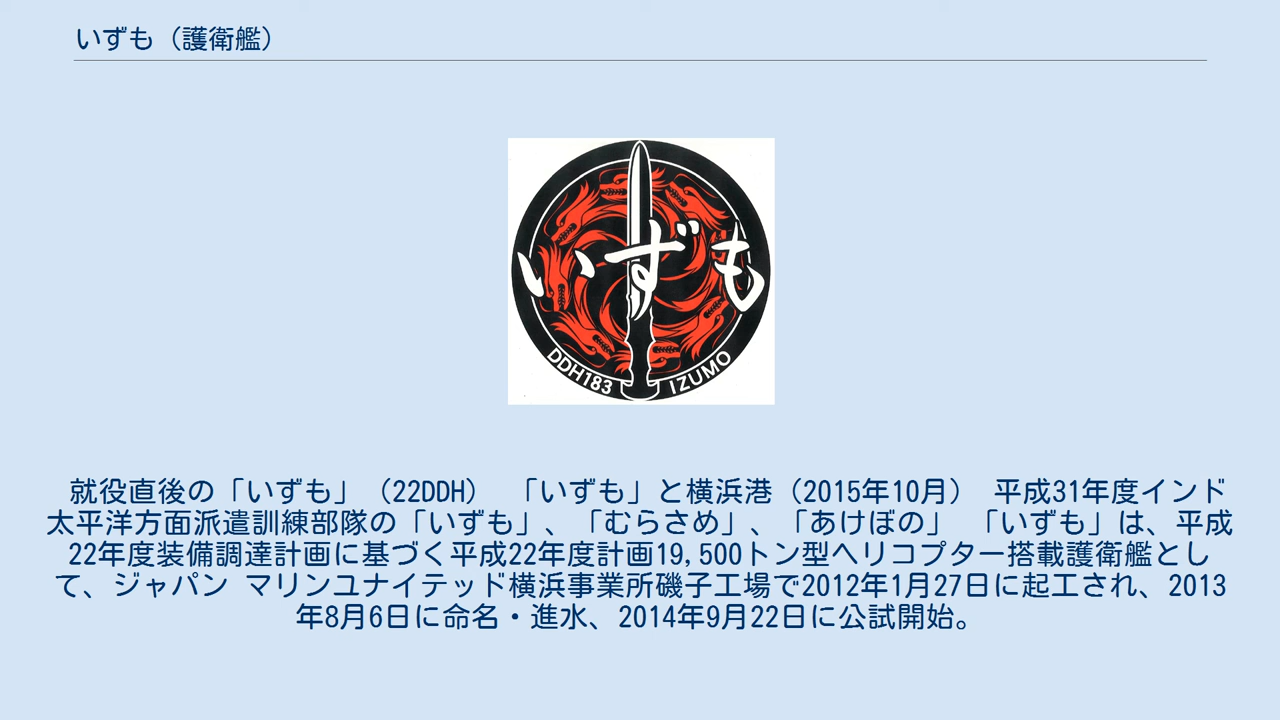 いずも（護衛艦）
いずも
DDH183 IZUMO
就役直後の「いずも」（22DDH） 「いずも」と横浜港（2015年10月） 平成31年度インド
太平洋方面派遣訓練部隊の「いずも」、「むらさめ」、「あけぼの」 「いずも」は、平成
22年度装備調達計画に基づく平成22年度計画19,500トン型ヘリコプター搭載護衛艦とし
て、ジャパン マリンユナイテッド横浜事業所磯子工場で2012年1月27日に起工され、2013
年8月6日に命名・進水、2014年9月22日に公試開始。